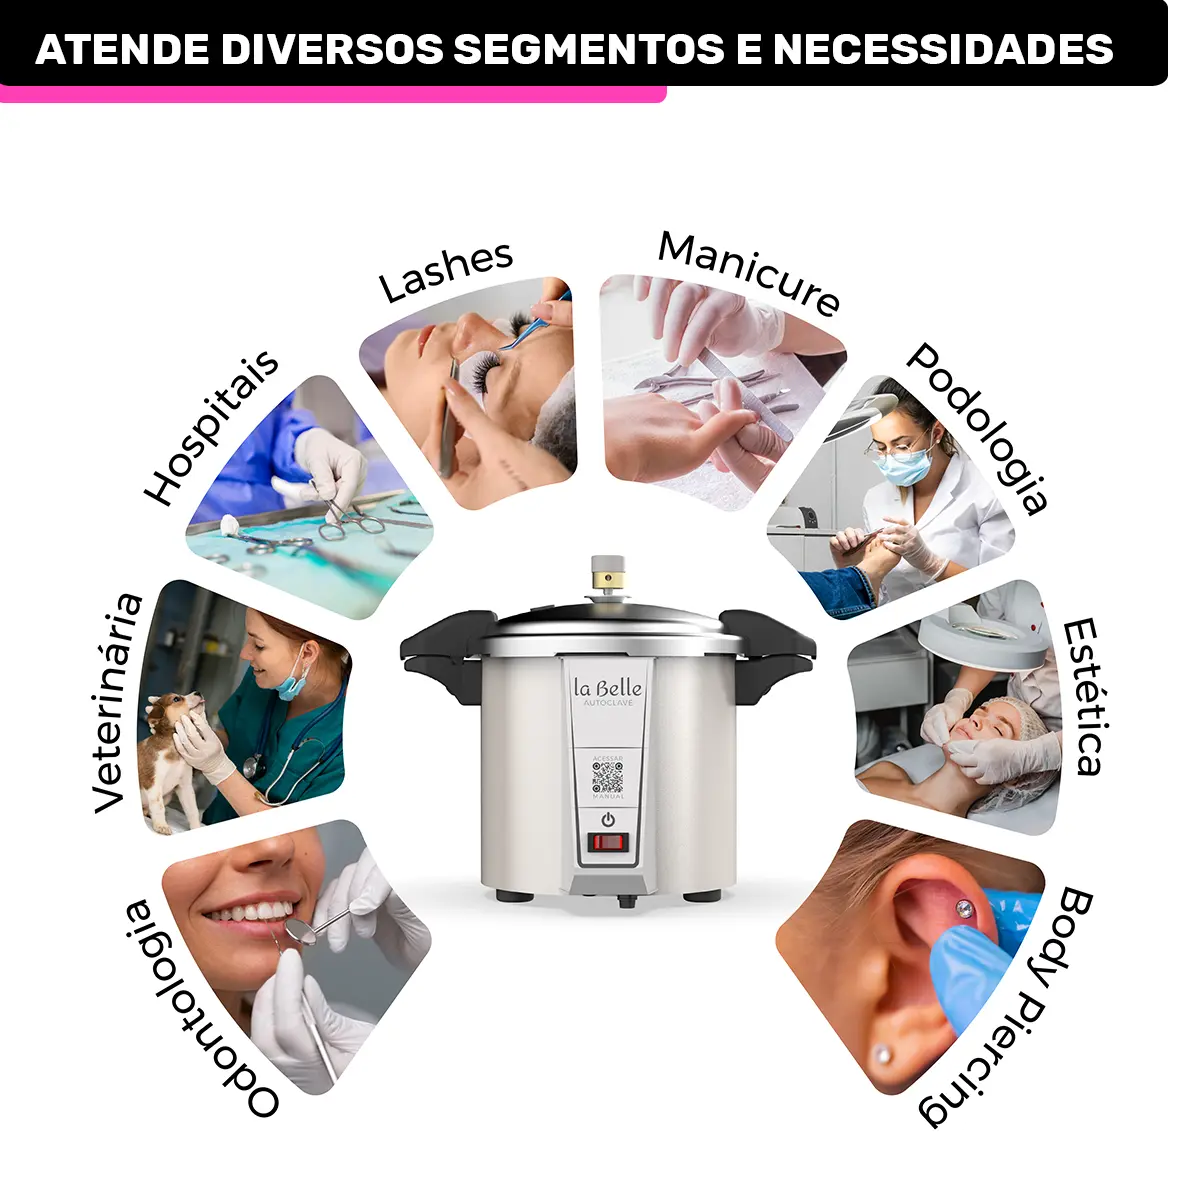 ATENDE DIVERSOS SEGMENTOS E NECESSIDADES
Lashes
Manicure
Hospitais
Podologia
Veterinária
Estética
la Belle
AUTOCLAVE
ACESSAR
MANUAL
Odontologia
Body Piercing